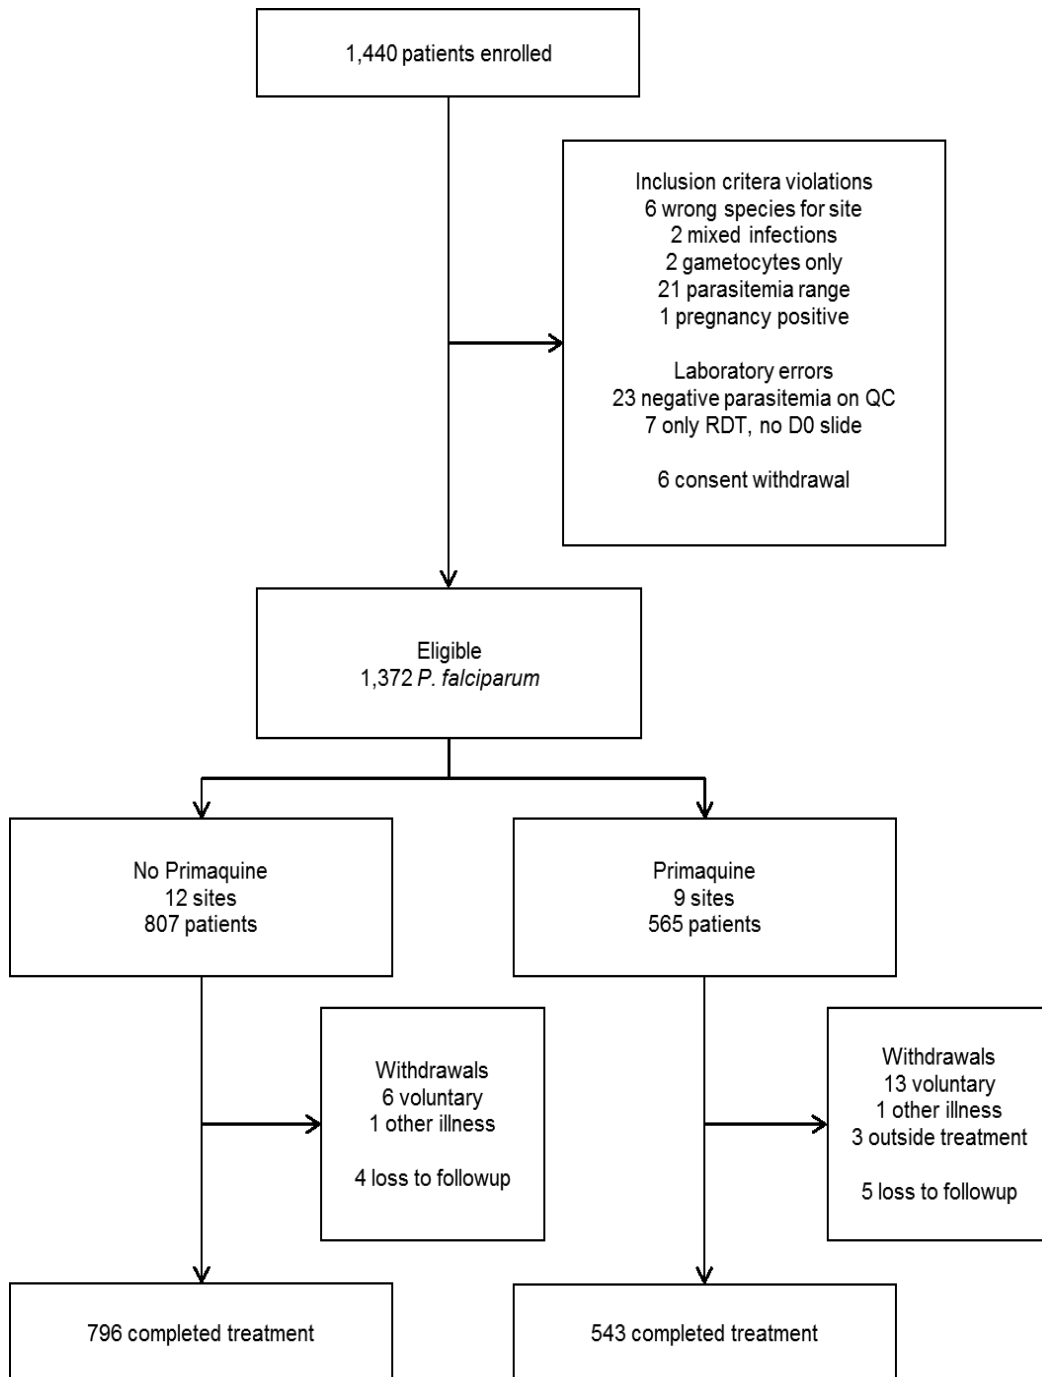 1,440 patients enrolled
Inclusion critera violations
6 wrong species for site
2 mixed infections
2 gametocytes only
21 parasitemia range
1 pregnancy positive
Laboratory errors
23 negative parasitemia on QC
7 only RDT, no D0 slide
6 consent withdrawal
Eligible
1,372 P. falciparum
No Primaquine
12 sites
807 patients
Primaquine
9 sites
565 patients
Withdrawals
6 voluntary
1 other illness
4 loss to followup
Withdrawals
13 voluntary
1 other illness
3 outside treatment
5 loss to followup
796 completed treatment
543 completed treatment